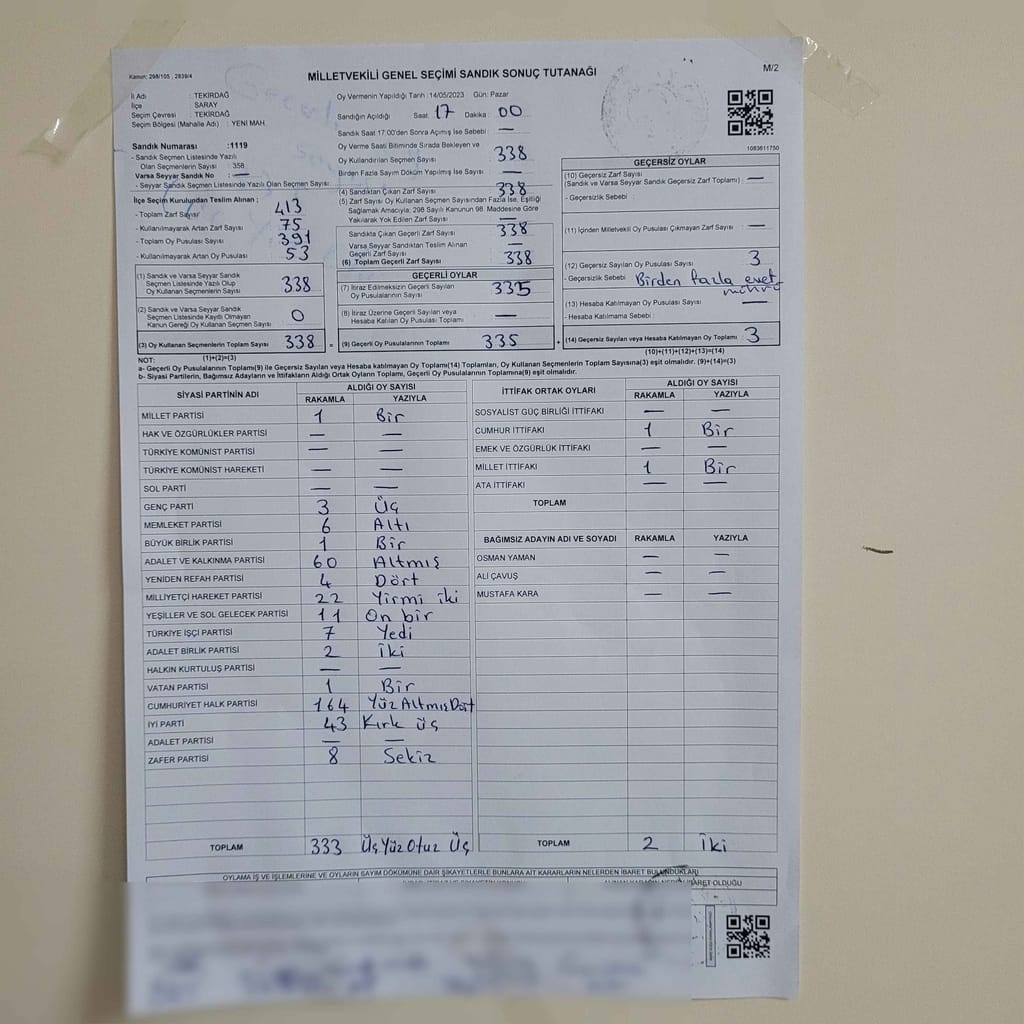 Kanun: 298/105 , 2839/4
MİLLETVEKİLİ GENEL SEÇİMİ SANDIK SONUÇ TUTANAĞI
M/2
İl Adı : TEKİRDAĞ
İlçe : SARAY
Seçim Çevresi : TEKİRDAĞ
Seçim Bölgesi (Mahalle Adı) : YENİ MAH.
Sandık Numarası :1119
- Sandık Seçmen Listesinde Yazılı
Olan Seçmenlerin Sayısı : 358
Varsa Seyyar Sandık No : —
- Seyyar Sandık Seçmen Listesinde Yazılı Olan Seçmen Sayısı:
İlçe Seçim Kurulundan Teslim Alınan ;
- Toplam Zarf Sayısı 413
- Kullanılmayarak Artan Zarf Sayısı 75
- Toplam Oy Pusulası Sayısı 391
- Kullanılmayarak Artan Oy Pusulası 53
(1) Sandık ve Varsa Seyyar Sandık
Seçmen Listesinde Yazılı Olup
Oy Kullanan Seçmenlerin Sayısı 338
(2) Sandık ve Varsa Seyyar Sandık
Seçmen Listesinde Kayıtlı Olmayan
Kanun Gereği Oy Kullanan Seçmen Sayısı 0
(3) Oy Kullanan Seçmenlerin Toplam Sayısı 338 =
(1)+(2)=(3)
Oy Vermenin Yapıldığı Tarih :14/05/2023 Gün: Pazar
Sandığın Açıldığı Saat: 17 Dakika : 00
Sandık Saat 17:00'den Sonra Açılmış İse Sebebi : —
Oy Verme Saati Bitiminde Sırada Bekleyen ve
Oy Kullandırılan Seçmen Sayısı : 338
Birden Fazla Sayım Döküm Yapılmış İse Sayısı : —
(4) Sandıktan Çıkan Zarf Sayısı 338
(5) Zarf Sayısı Oy Kullanan Seçmen Sayısından Fazla İse, Eşitliği
Sağlamak Amacıyla; 298 Sayılı Kanunun 98. Maddesine Göre
Yakılarak Yok Edilen Zarf Sayısı : —
Sandıkta Çıkan Geçerli Zarf Sayısı 338
Varsa Seyyar Sandıktan Teslim Alınan
Geçerli Zarf Sayısı —
(6) Toplam Geçerli Zarf Sayısı 338
GEÇERLİ OYLAR
(7) İtiraz Edilmeksizin Geçerli Sayılan
Oy Pusulalarının Sayısı 335
(8) İtiraz Üzerine Geçerli Sayılan veya
Hesaba Katılan Oy Pusulası Toplamı —
(9) Geçerli Oy Pusulalarının Toplamı 335 +
1083611750
GEÇERSİZ OYLAR
(10) Geçersiz Zarf Sayısı
(Sandık ve Varsa Seyyar Sandık Geçersiz Zarf Toplamı) —
- Geçersizlik Sebebi :
(11) İçinden Milletvekili Oy Pusulası Çıkmayan Zarf Sayısı : —
(12) Geçersiz Sayılan Oy Pusulası Sayısı : 3
- Geçersizlik Sebebi : Birden fazla evet
mührü
(13) Hesaba Katılmayan Oy Pusulası Sayısı : —
- Hesaba Katılmama Sebebi :
(14) Geçersiz Sayılan veya Hesaba Katılmayan Oy Toplamı : 3
(10)+(11)+(12)+(13)=(14)
NOT:
a- Geçerli Oy Pusulalarının Toplamı(9) ile Geçersiz Sayılan veya Hesaba katılmayan Oy Toplamı(14) Toplamları, Oy Kullanan Seçmenlerin Toplam Sayısına(3) eşit olmalıdır. (9)+(14)=(3)
b- Siyasi Partilerin, Bağımsız Adayların ve İttifakların Aldığı Ortak Oyların Toplamı, Geçerli Oy Pusulalarının Toplamına(9) eşit olmalıdır.
SİYASİ PARTİNİN ADI ALDIĞI OY SAYISI
RAKAMLA YAZIYLA
MİLLET PARTİSİ 1 Bir
HAK VE ÖZGÜRLÜKLER PARTİSİ — —
TÜRKİYE KOMÜNİST PARTİSİ — —
TÜRKİYE KOMÜNİST HAREKETİ — —
SOL PARTİ — —
GENÇ PARTİ 3 Üç
MEMLEKET PARTİSİ 6 Altı
BÜYÜK BİRLİK PARTİSİ 1 Bir
ADALET VE KALKINMA PARTİSİ 60 Altmış
YENİDEN REFAH PARTİSİ 4 Dört
MİLLİYETÇİ HAREKET PARTİSİ 22 Yirmi iki
YEŞİLLER VE SOL GELECEK PARTİSİ 11 On bir
TÜRKİYE İŞÇİ PARTİSİ 7 Yedi
ADALET BİRLİK PARTİSİ 2 İki
HALKIN KURTULUŞ PARTİSİ — —
VATAN PARTİSİ 1 Bir
CUMHURİYET HALK PARTİSİ 164 Yüz Altmış Dört
İYİ PARTİ 43 Kırk üç
ADALET PARTİSİ — —
ZAFER PARTİSİ 8 Sekiz
TOPLAM 333 Üç Yüz Otuz Üç
İTTİFAK ORTAK OYLARI ALDIĞI OY SAYISI
RAKAMLA YAZIYLA
SOSYALİST GÜÇ BİRLİĞİ İTTİFAKI — —
CUMHUR İTTİFAKI 1 Bir
EMEK VE ÖZGÜRLÜK İTTİFAKI — —
MİLLET İTTİFAKI 1 Bir
ATA İTTİFAKI — —
TOPLAM
BAĞIMSIZ ADAYIN ADI VE SOYADI RAKAMLA YAZIYLA
OSMAN YAMAN — —
ALİ ÇAVUŞ — —
MUSTAFA KARA — —
TOPLAM 2 İki
OYLAMA İŞ VE İŞLEMLERİNE VE OYLARIN SAYIM DÖKÜMÜNE DAİR ŞİKAYETLERLE BUNLARA AİT KARARLARIN NELERDEN İBARET BULUNDUKLARI
İBARET OLDUĞU